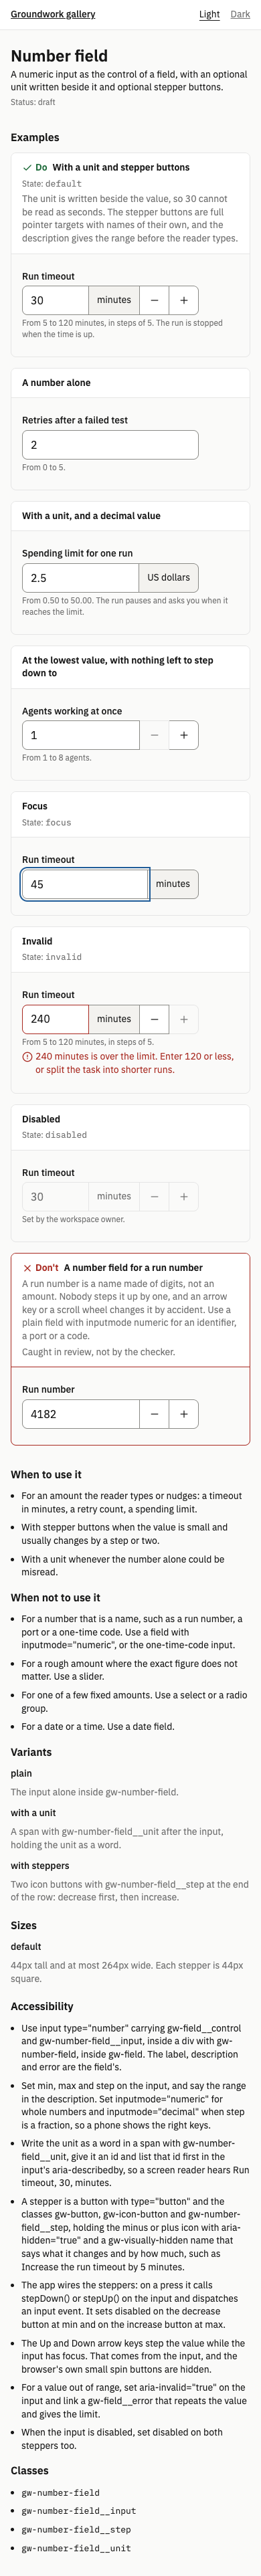 Groundwork gallery
Light Dark
Number field
A numeric input as the control of a field, with an optional
unit written beside it and optional stepper buttons.
Status: draft
Examples
Do With a unit and stepper buttons
State: default
The unit is written beside the value, so 30 cannot
be read as seconds. The stepper buttons are full
pointer targets with names of their own, and the
description gives the range before the reader types.
Run timeout
30 minutes − +
From 5 to 120 minutes, in steps of 5. The run is stopped
when the time is up.
A number alone
Retries after a failed test
2
From 0 to 5.
With a unit, and a decimal value
Spending limit for one run
2.5 US dollars
From 0.50 to 50.00. The run pauses and asks you when it
reaches the limit.
At the lowest value, with nothing left to step
down to
Agents working at once
1 − +
From 1 to 8 agents.
Focus
State: focus
Run timeout
45 minutes
Invalid
State: invalid
Run timeout
240 minutes − +
From 5 to 120 minutes, in steps of 5.
240 minutes is over the limit. Enter 120 or less,
or split the task into shorter runs.
Disabled
State: disabled
Run timeout
30 minutes − +
Set by the workspace owner.
Don't A number field for a run number
A run number is a name made of digits, not an
amount. Nobody steps it up by one, and an arrow
key or a scroll wheel changes it by accident. Use a
plain field with inputmode numeric for an identifier,
a port or a code.
Caught in review, not by the checker.
Run number
4182 − +
When to use it
• For an amount the reader types or nudges: a timeout
in minutes, a retry count, a spending limit.
• With stepper buttons when the value is small and
usually changes by a step or two.
• With a unit whenever the number alone could be
misread.
When not to use it
• For a number that is a name, such as a run number, a
port or a one-time code. Use a field with
inputmode="numeric", or the one-time-code input.
• For a rough amount where the exact figure does not
matter. Use a slider.
• For one of a few fixed amounts. Use a select or a radio
group.
• For a date or a time. Use a date field.
Variants
plain
The input alone inside gw-number-field.
with a unit
A span with gw-number-field__unit after the input,
holding the unit as a word.
with steppers
Two icon buttons with gw-number-field__step at the end
of the row: decrease first, then increase.
Sizes
default
44px tall and at most 264px wide. Each stepper is 44px
square.
Accessibility
• Use input type="number" carrying gw-field__control
and gw-number-field__input, inside a div with gw-
number-field, inside gw-field. The label, description
and error are the field's.
• Set min, max and step on the input, and say the range
in the description. Set inputmode="numeric" for
whole numbers and inputmode="decimal" when step
is a fraction, so a phone shows the right keys.
• Write the unit as a word in a span with gw-number-
field__unit, give it an id and list that id first in the
input's aria-describedby, so a screen reader hears Run
timeout, 30, minutes.
• A stepper is a button with type="button" and the
classes gw-button, gw-icon-button and gw-number-
field__step, holding the minus or plus icon with aria-
hidden="true" and a gw-visually-hidden name that
says what it changes and by how much, such as
Increase the run timeout by 5 minutes.
• The app wires the steppers: on a press it calls
stepDown() or stepUp() on the input and dispatches
an input event. It sets disabled on the decrease
button at min and on the increase button at max.
• The Up and Down arrow keys step the value while the
input has focus. That comes from the input, and the
browser's own small spin buttons are hidden.
• For a value out of range, set aria-invalid="true" on the
input and link a gw-field__error that repeats the value
and gives the limit.
• When the input is disabled, set disabled on both
steppers too.
Classes
• gw-number-field
• gw-number-field__input
• gw-number-field__step
• gw-number-field__unit